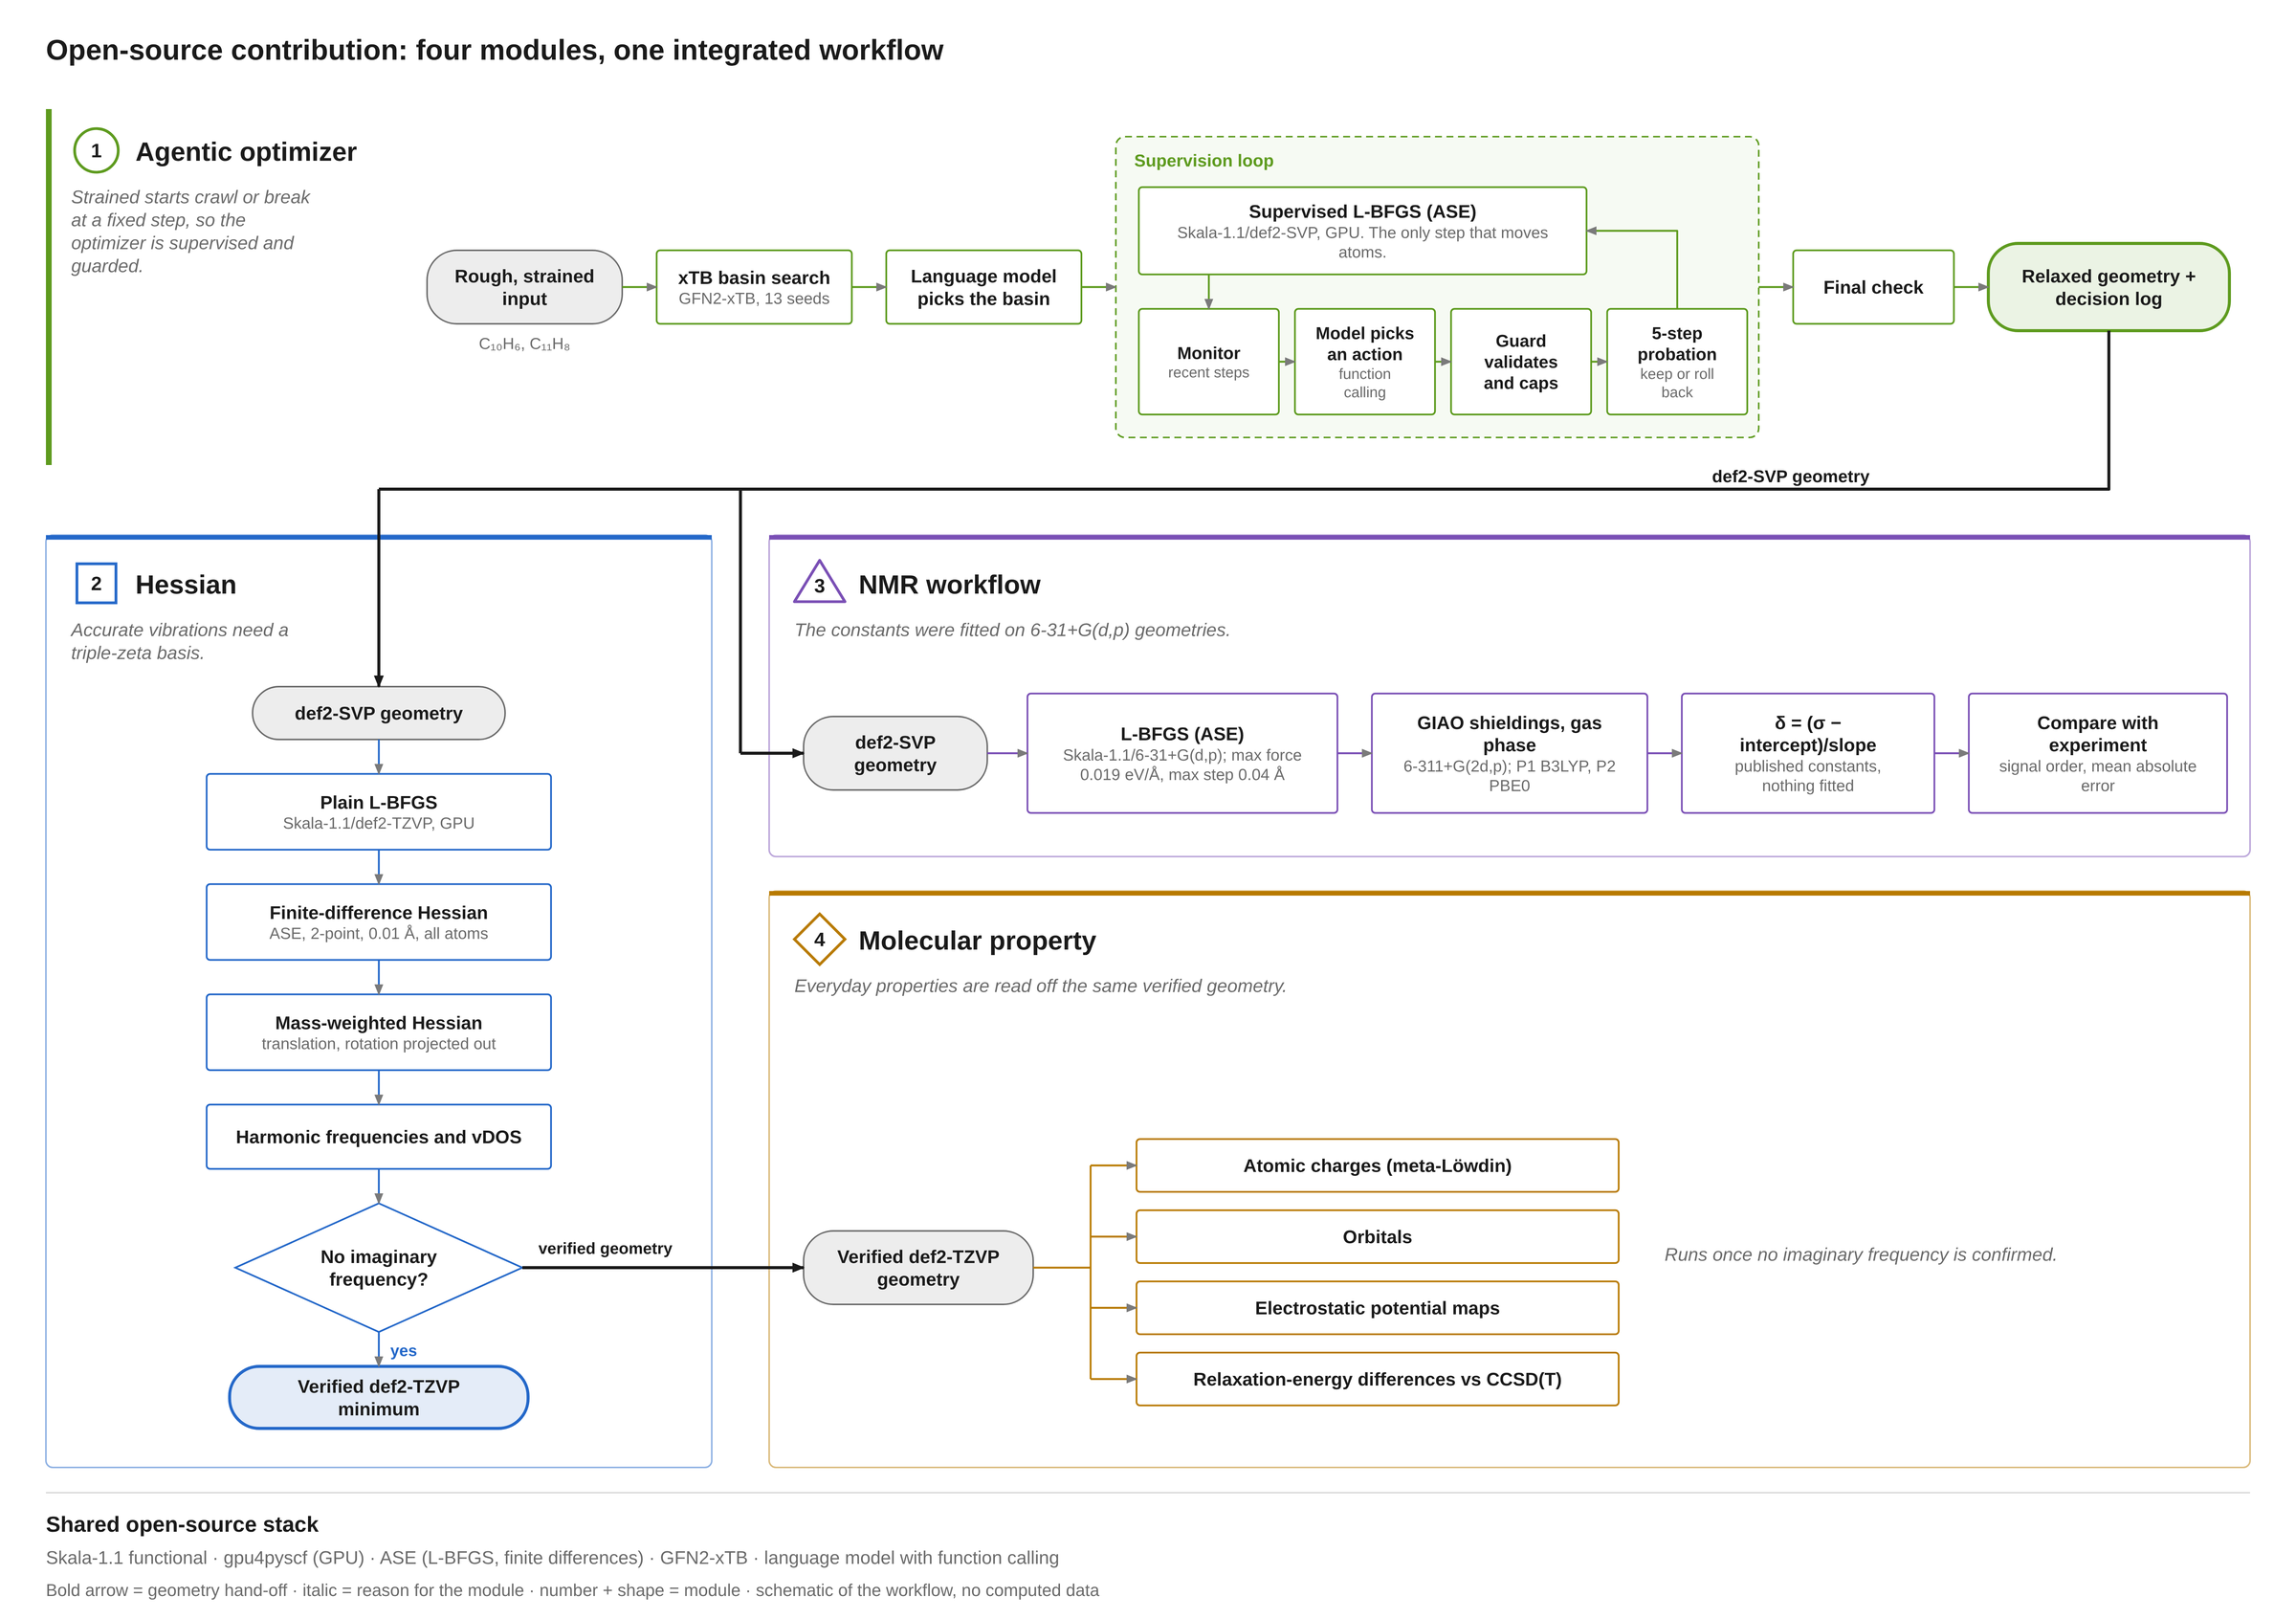 Open-source contribution: four modules, one integrated workflow
1
Agentic optimizer
Strained starts crawl or break
at a fixed step, so the
optimizer is supervised and
guarded.
Rough, strained
input
C₁₀H₆, C₁₁H₈
xTB basin search
GFN2-xTB, 13 seeds
Language model
picks the basin
Supervision loop
Supervised L-BFGS (ASE)
Skala-1.1/def2-SVP, GPU. The only step that moves
atoms.
Monitor
recent steps
Model picks
an action
function
calling
Guard
validates
and caps
5-step
probation
keep or roll
back
Final check
Relaxed geometry +
decision log
def2-SVP geometry
2
Hessian
Accurate vibrations need a
triple-zeta basis.
def2-SVP geometry
Plain L-BFGS
Skala-1.1/def2-TZVP, GPU
Finite-difference Hessian
ASE, 2-point, 0.01 Å, all atoms
Mass-weighted Hessian
translation, rotation projected out
Harmonic frequencies and vDOS
No imaginary
frequency?
verified geometry
yes
Verified def2-TZVP
minimum
3
NMR workflow
The constants were fitted on 6-31+G(d,p) geometries.
def2-SVP
geometry
L-BFGS (ASE)
Skala-1.1/6-31+G(d,p); max force
0.019 eV/Å, max step 0.04 Å
GIAO shieldings, gas
phase
6-311+G(2d,p); P1 B3LYP, P2
PBE0
δ = (σ −
intercept)/slope
published constants,
nothing fitted
Compare with
experiment
signal order, mean absolute
error
4
Molecular property
Everyday properties are read off the same verified geometry.
Verified def2-TZVP
geometry
Atomic charges (meta-Löwdin)
Orbitals
Electrostatic potential maps
Relaxation-energy differences vs CCSD(T)
Runs once no imaginary frequency is confirmed.
Shared open-source stack
Skala-1.1 functional · gpu4pyscf (GPU) · ASE (L-BFGS, finite differences) · GFN2-xTB · language model with function calling
Bold arrow = geometry hand-off · italic = reason for the module · number + shape = module · schematic of the workflow, no computed data